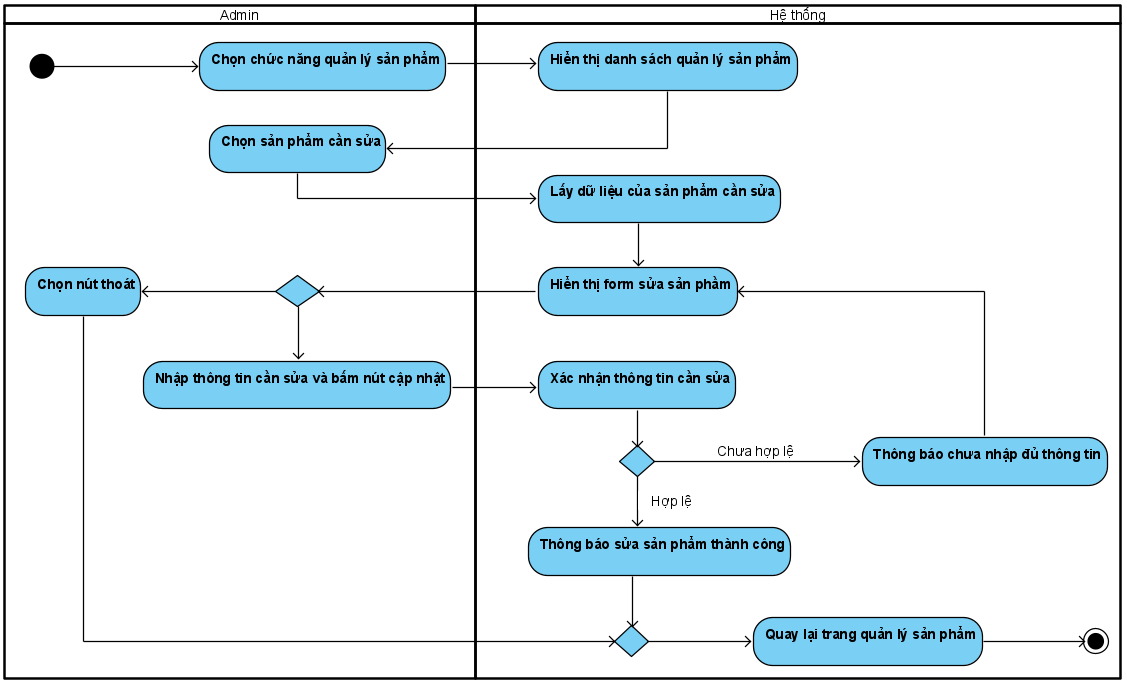 Admin
Hệ thống
Chọn chức năng quản lý sản phẩm
Hiển thị danh sách quản lý sản phẩm
Chọn sản phẩm cần sửa
Lấy dữ liệu của sản phẩm cần sửa
Chọn nút thoát
Hiển thị form sửa sản phầm
Nhập thông tin cần sửa và bấm nút cập nhật
Xác nhận thông tin cần sửa
Chưa hợp lệ
Thông báo chưa nhập đủ thông tin
Hợp lệ
Thông báo sửa sản phẩm thành công
Quay lại trang quản lý sản phẩm